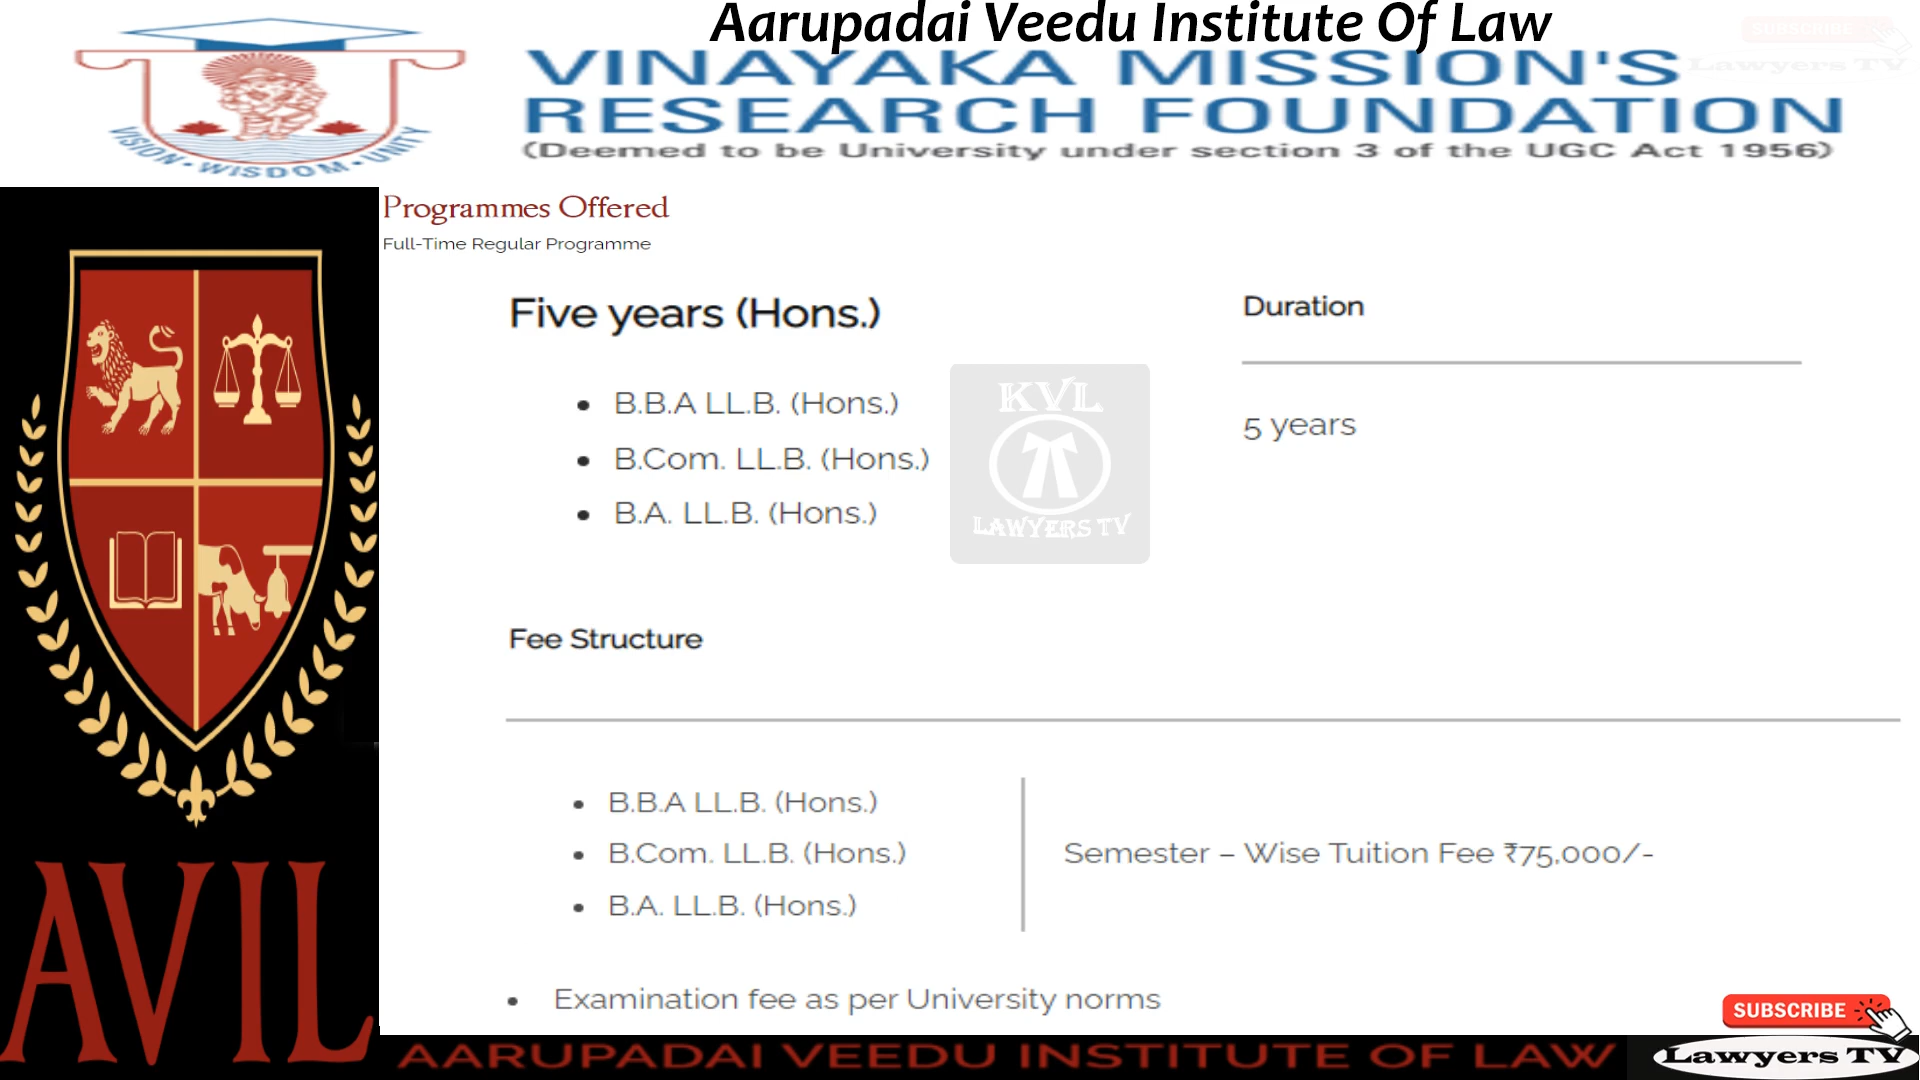 Aarupadai Veedu Institute Of Law
SUBSCRIBE
Lawyers TV
VINAYAKA MISSION'S
RESEARCH FOUNDATION
(Deemed to be University under section 3 of the UGC Act 1956)
VISION • WISDOM • UNITY
Programmes Offered
Full-Time Regular Programme
Five years (Hons.)
• B.B.A LL.B. (Hons.)
• B.Com. LL.B. (Hons.)
• B.A. LL.B. (Hons.)
KVL
LAWYERS TV
Duration
5 years
Fee Structure
• B.B.A LL.B. (Hons.)
• B.Com. LL.B. (Hons.)
• B.A. LL.B. (Hons.)
Semester – Wise Tuition Fee ₹75,000/-
• Examination fee as per University norms
AVIL
AARUPADAI VEEDU INSTITUTE OF LAW
SUBSCRIBE
Lawyers TV